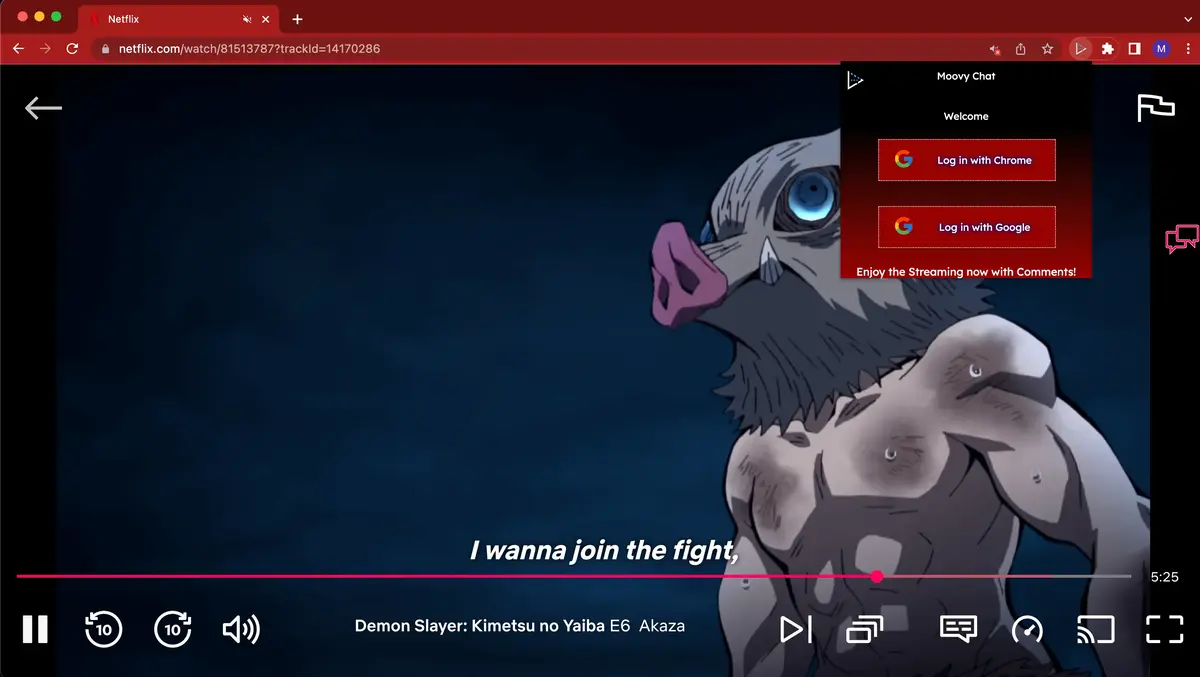 Netflix
netflix.com/watch/81513787?trackId=14170286
M
Moovy Chat
Welcome
Log in with Chrome
Log in with Google
Enjoy the Streaming now with Comments!
I wanna join the fight,
5:25
10
10
Demon Slayer: Kimetsu no Yaiba E6 Akaza